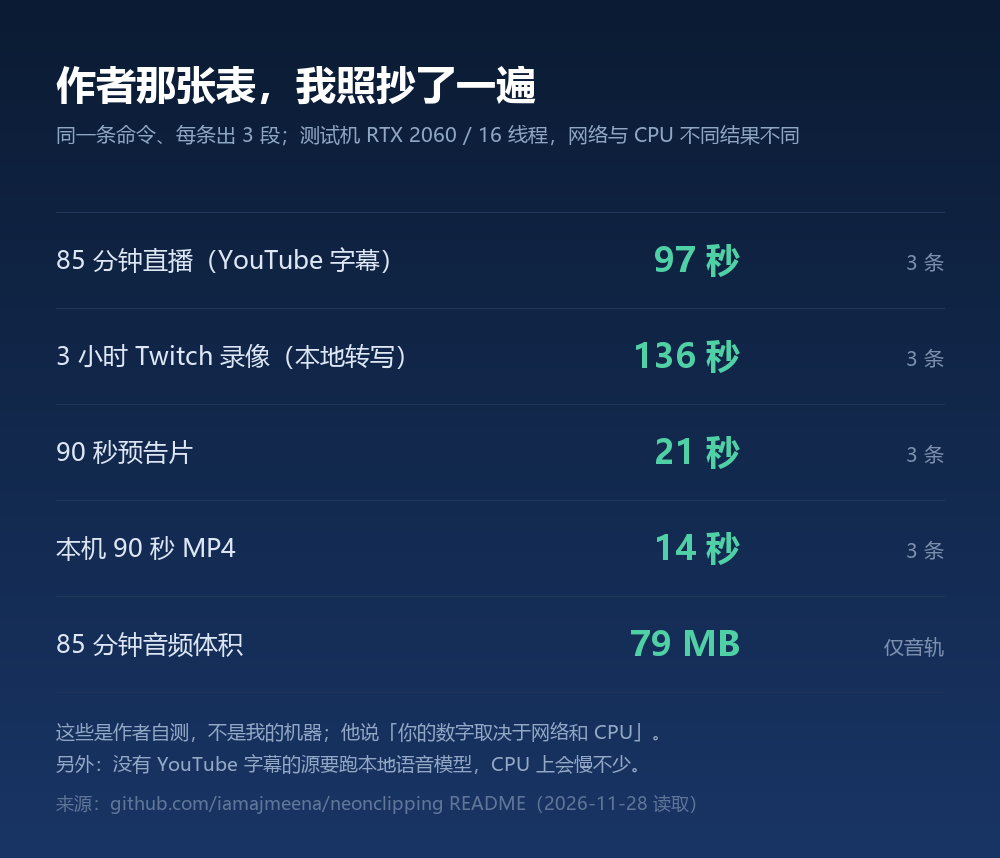 作者那张表，我照抄了一遍
同一条命令、每条出 3 段；测试机 RTX 2060 / 16 线程，网络与 CPU 不同结果不同
85 分钟直播（YouTube 字幕） 97 秒 3 条
3 小时 Twitch 录像（本地转写） 136 秒 3 条
90 秒预告片 21 秒 3 条
本机 90 秒 MP4 14 秒 3 条
85 分钟音频体积 79 MB 仅音轨
这些是作者自测，不是我的机器；他说「你的数字取决于网络和 CPU」。
另外：没有 YouTube 字幕的源要跑本地语音模型，CPU 上会慢不少。
来源：github.com/iamajmeena/neonclipping README（2026-11-28 读取）